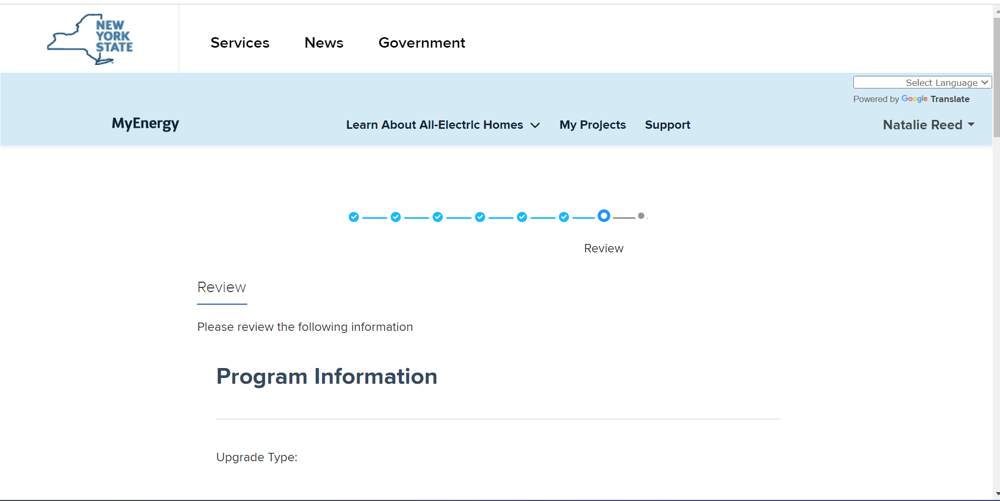 NEW
YORK
STATE
Services
News
Government
Select Language
Powered by Google Translate
MyEnergy
Learn About All-Electric Homes
My Projects
Support
Natalie Reed
Review
Review
Please review the following information
Program Information
Upgrade Type: